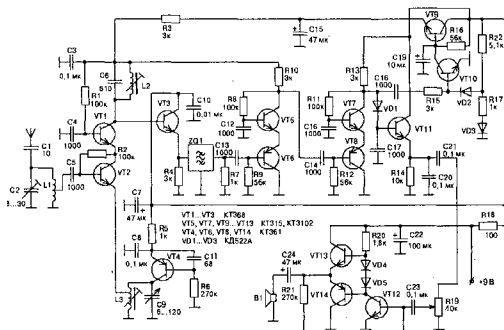 R3
3к
C15
47 мк
VT9
R16
56к
R22
5,1к
C3
0,1 мк
C6
510
L2
R1
100к
C19
10 мк
VT10
R10
3к
R13
3к
C16
1000
R15
3к
VD2
R17
1к
VD3
VT3
C10
0,01 мк
R8
100к
R11
100к
VT7
VD1
VT11
C4
1000
VT1
C12
1000
VT5
C16
1000
C1
10
R2
100к
ZQ1
C13
1000
VT8
C17
1000
C21
0,1 мк
C5
1000
VT2
VT6
C14
1000
C2
8...30
L1
R4
3к
R7
1к
R9
56к
R12
56к
R14
10к
C20
0,1 мк
C7
47 мк
VT1...VT3 КТ368
VT5, VT7, VT9...VT13 КТ315, КТ3102
VT4, VT6, VT8, VT14 КТ361
VD1...VD3 КД522А
R5
1к
R18
100
C8
0,1 мк
VT4
C11
68
C24
47 мк
VT13
R20
1,8к
C22
100 мк
+9 В
VD4
R6
270к
B1
R21
270к
VT14
VD5
C23
0,1 мк
R19
10к
VT12
L3
C9
6...120